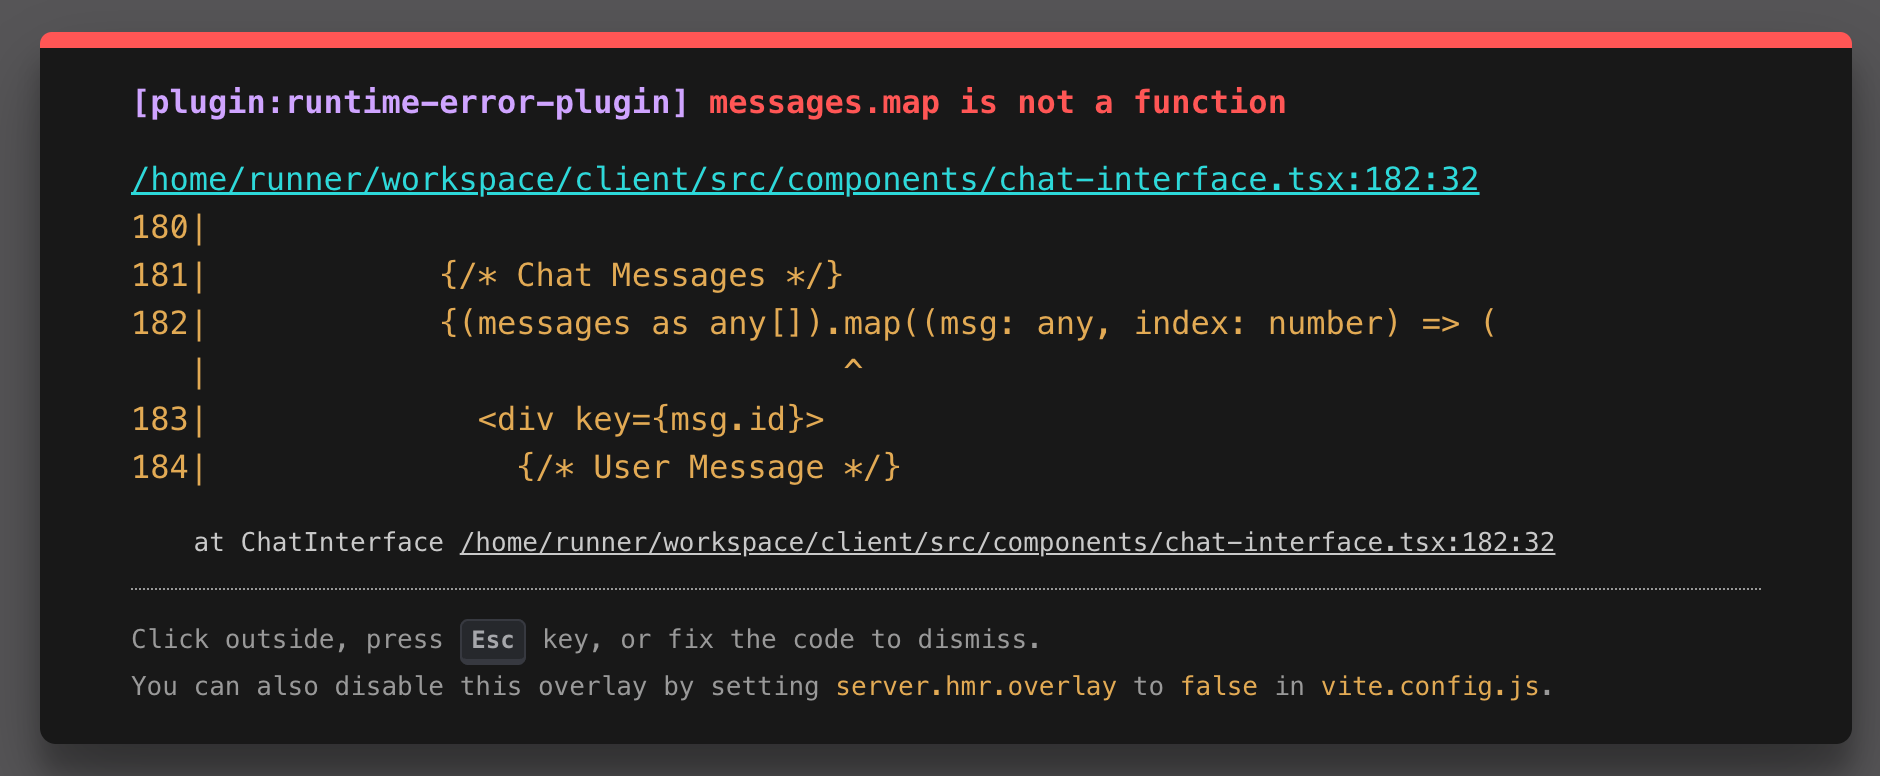 [plugin:runtime-error-plugin] messages.map is not a function
/home/runner/workspace/client/src/components/chat-interface.tsx:182:32
180|
181|            {/* Chat Messages */}
182|            {(messages as any[]).map((msg: any, index: number) => (
   |                                 ^
183|              <div key={msg.id}>
184|                {/* User Message */}
    at ChatInterface /home/runner/workspace/client/src/components/chat-interface.tsx:182:32
Click outside, press Esc key, or fix the code to dismiss.
You can also disable this overlay by setting server.hmr.overlay to false in vite.config.js.